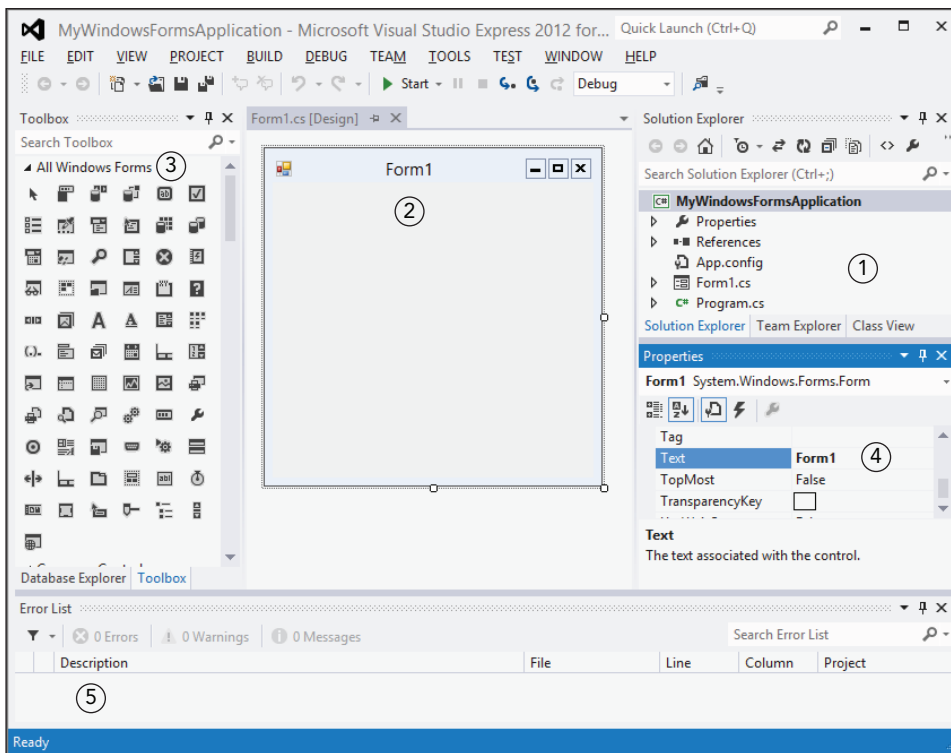 MyWindowsFormsApplication - Microsoft Visual Studio Express 2012 for... Quick Launch (Ctrl+Q)
FILE EDIT VIEW PROJECT BUILD DEBUG TEAM TOOLS TEST WINDOW HELP
Start Debug
Toolbox
Search Toolbox
All Windows Forms 3
Database Explorer Toolbox
Form1.cs [Design]
Form1
2
Solution Explorer
Search Solution Explorer (Ctrl+;)
C# MyWindowsFormsApplication
Properties
References
App.config
1
Form1.cs
C# Program.cs
Solution Explorer Team Explorer Class View
Properties
Form1 System.Windows.Forms.Form
Tag
Text Form1 4
TopMost False
TransparencyKey
Text
The text associated with the control.
Error List
0 Errors 0 Warnings 0 Messages Search Error List
Description File Line Column Project
5
Ready